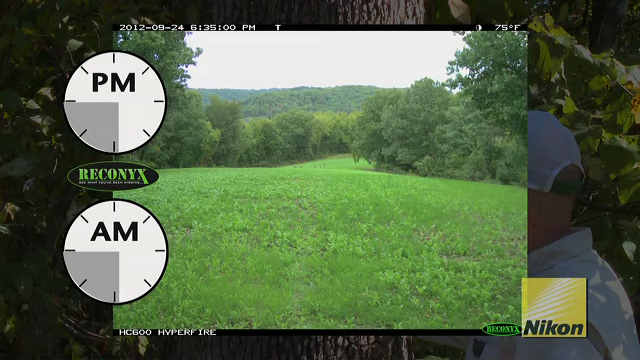 2012-09-24 6:35:00 PM T 75°F
PM
RECONYX
SEE WHAT YOU'VE BEEN MISSING
AM
HC600 HYPERFIRE
RECONYX
Nikon